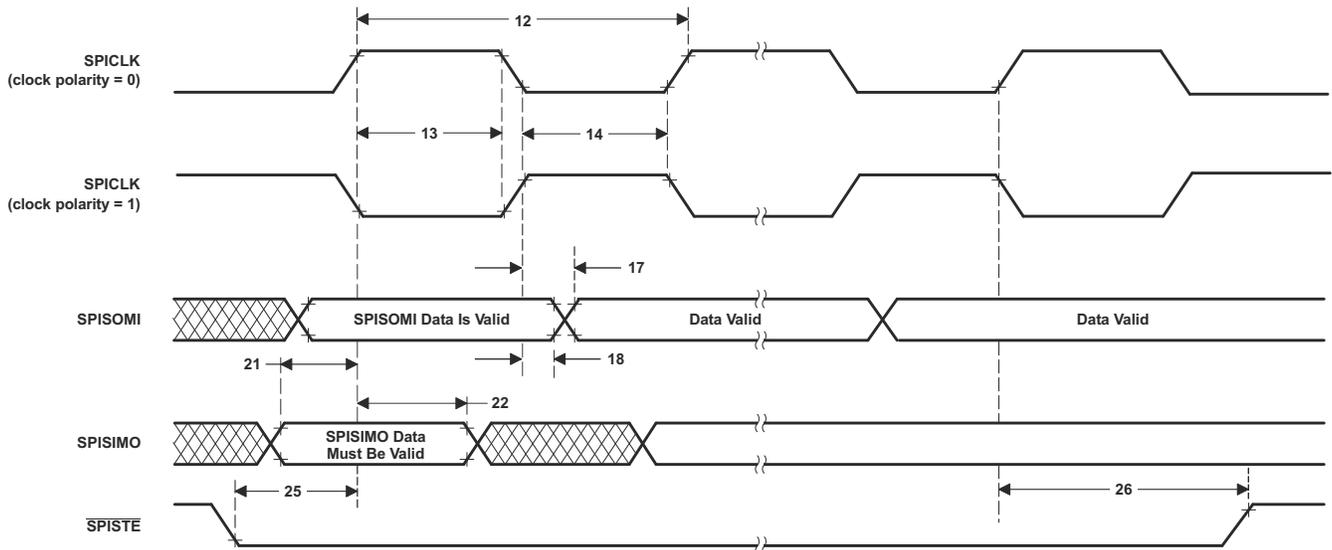 12
SPICLK
(clock polarity = 0)
13
14
SPICLK
(clock polarity = 1)
17
SPISOMI
SPISOMI Data Is Valid
Data Valid
Data Valid
18
21
22
SPISIMO
SPISIMO Data
Must Be Valid
25
26
SPISTE